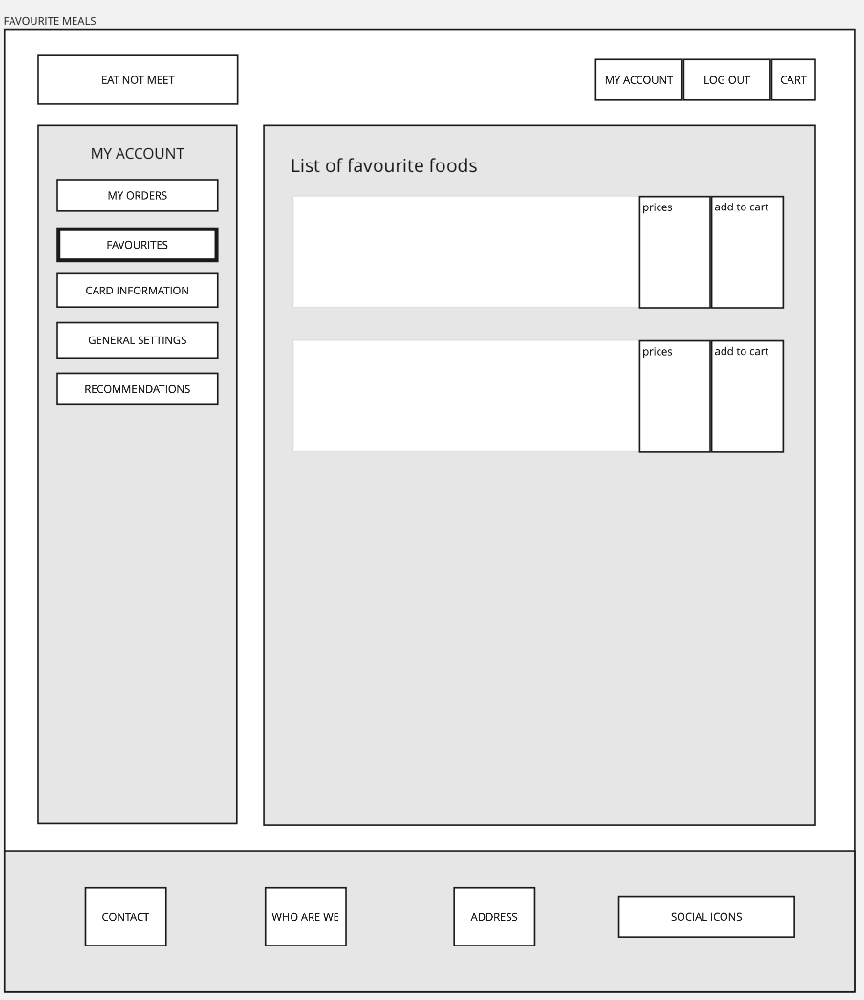 FAVOURITE MEALS
EAT NOT MEET
MY ACCOUNT
LOG OUT
CART
MY ACCOUNT
MY ORDERS
FAVOURITES
CARD INFORMATION
GENERAL SETTINGS
RECOMMENDATIONS
List of favourite foods
prices
add to cart
prices
add to cart
CONTACT
WHO ARE WE
ADDRESS
SOCIAL ICONS